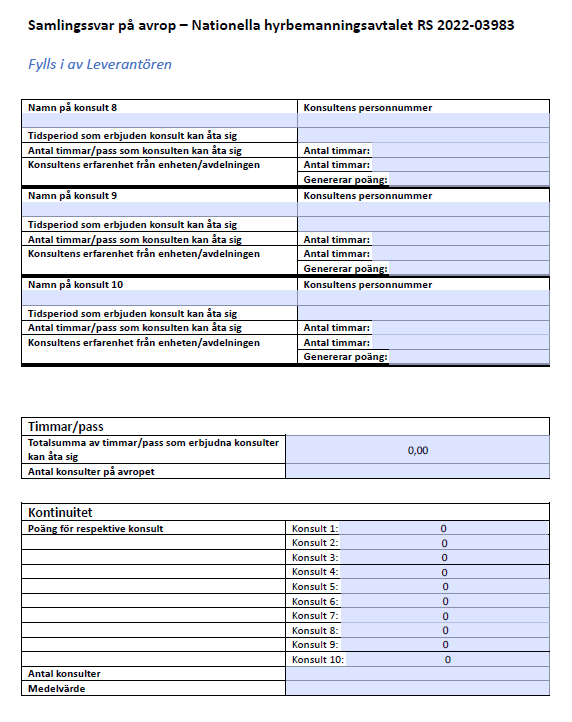 Samlingssvar på avrop – Nationella hyrbemanningsavtalet RS 2022-03983
Fylls i av Leverantören
Namn på konsult 8 Konsultens personnummer
Tidsperiod som erbjuden konsult kan åta sig
Antal timmar/pass som konsulten kan åta sig Antal timmar:
Konsultens erfarenhet från enheten/avdelningen Antal timmar:
Genererar poäng:
Namn på konsult 9 Konsultens personnummer
Tidsperiod som erbjuden konsult kan åta sig
Antal timmar/pass som konsulten kan åta sig Antal timmar:
Konsultens erfarenhet från enheten/avdelningen Antal timmar:
Genererar poäng:
Namn på konsult 10 Konsultens personnummer
Tidsperiod som erbjuden konsult kan åta sig
Antal timmar/pass som konsulten kan åta sig Antal timmar:
Konsultens erfarenhet från enheten/avdelningen Antal timmar:
Genererar poäng:
Timmar/pass
Totalsumma av timmar/pass som erbjudna konsulter
kan åta sig 0,00
Antal konsulter på avropet
Kontinuitet
Poäng för respektive konsult Konsult 1: 0
Konsult 2: 0
Konsult 3: 0
Konsult 4: 0
Konsult 5: 0
Konsult 6: 0
Konsult 7: 0
Konsult 8: 0
Konsult 9: 0
Konsult 10: 0
Antal konsulter
Medelvärde